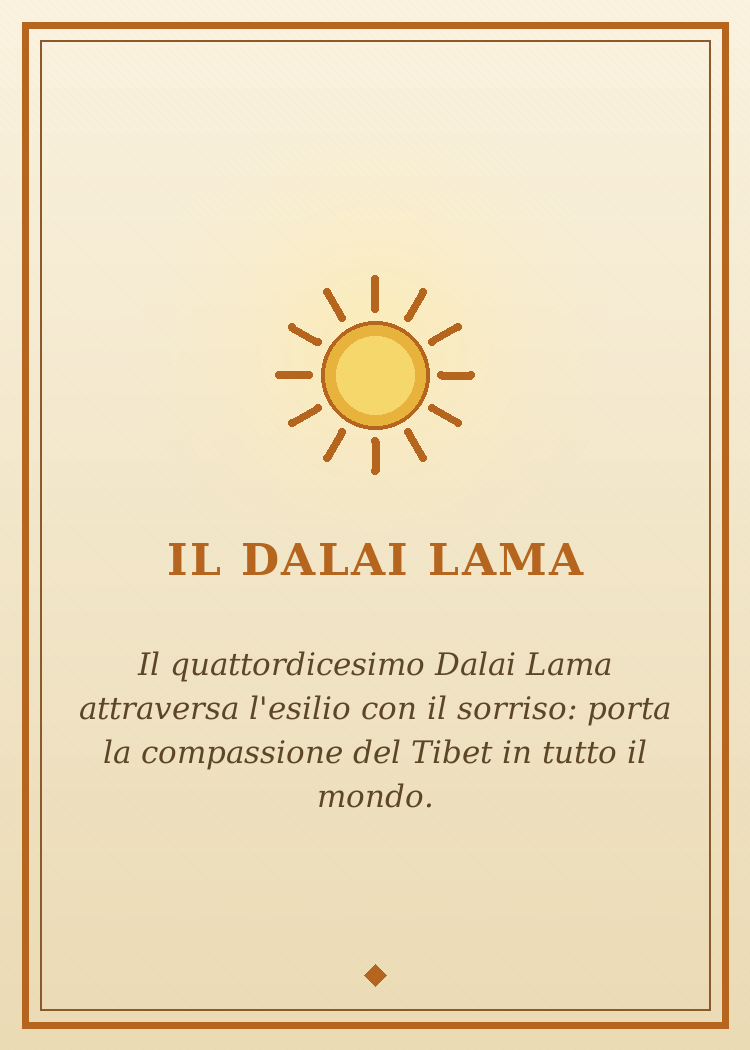 IL DALAI LAMA
Il quattordicesimo Dalai Lama
attraversa l'esilio con il sorriso: porta
la compassione del Tibet in tutto il
mondo.